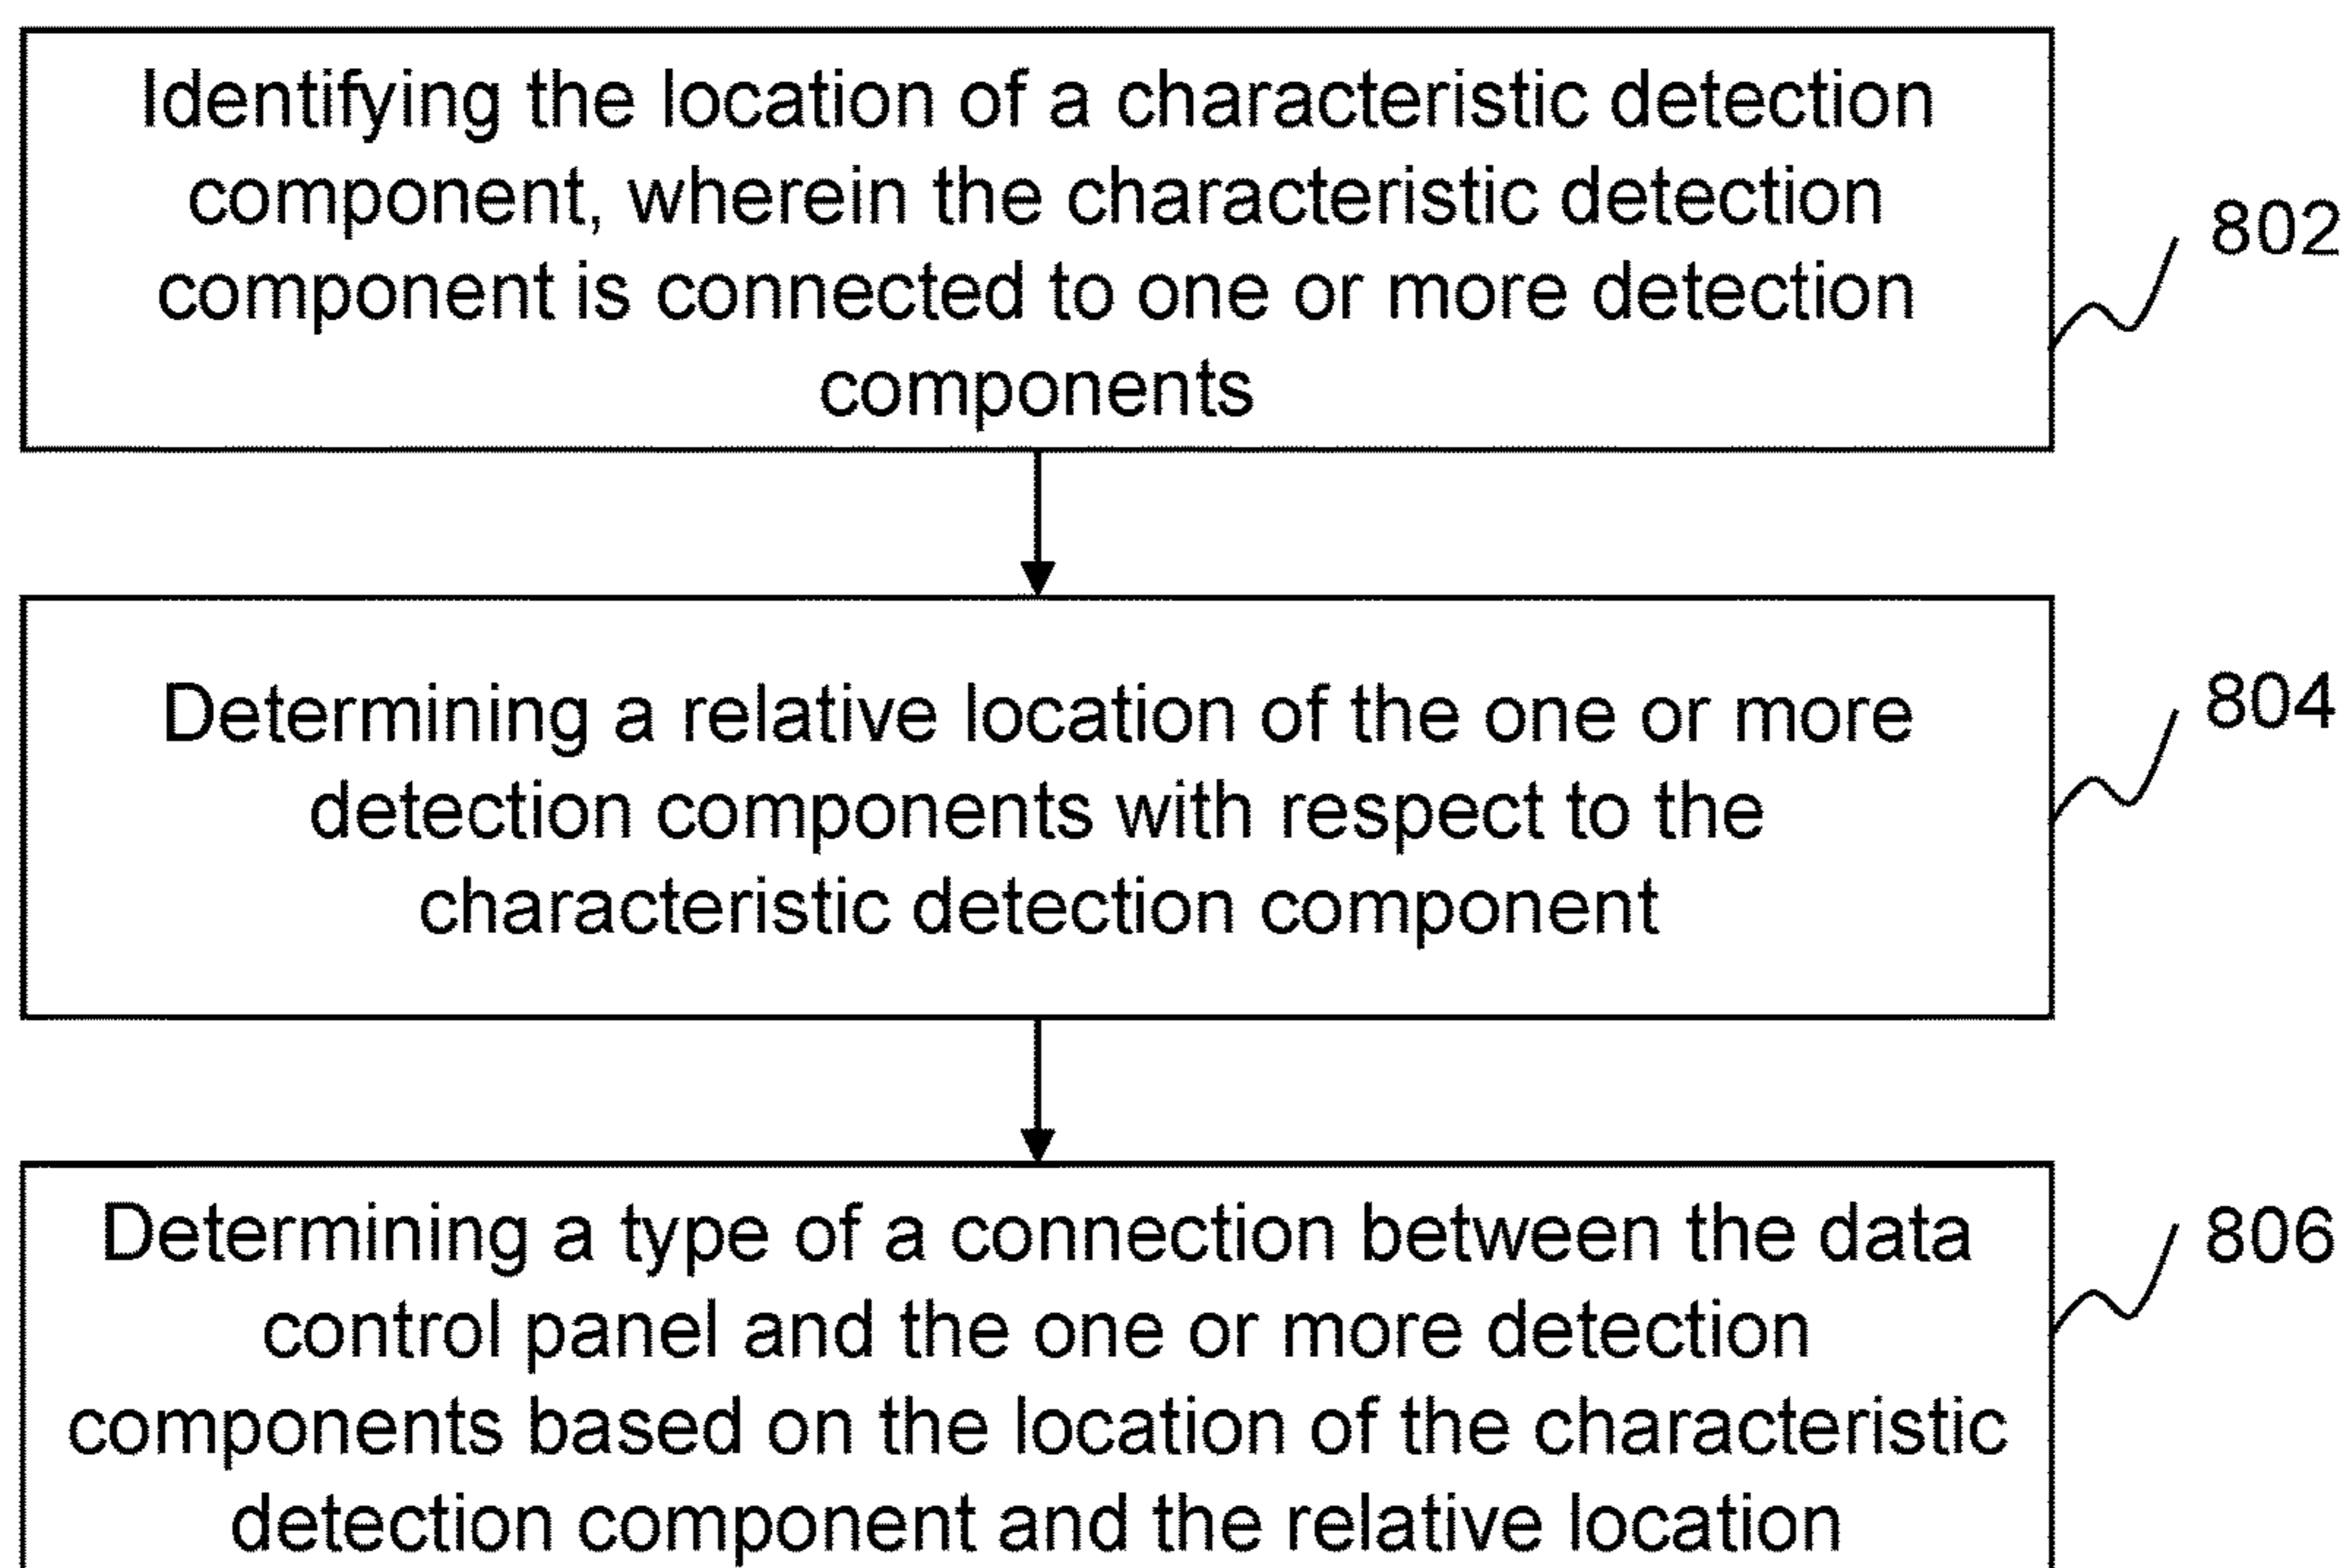 Identifying the location of a characteristic detection
component, wherein the characteristic detection
component is connected to one or more detection
components
802
Determining a relative location of the one or more
detection components with respect to the
characteristic detection component
804
Determining a type of a connection between the data
control panel and the one or more detection
components based on the location of the characteristic
detection component and the relative location
806